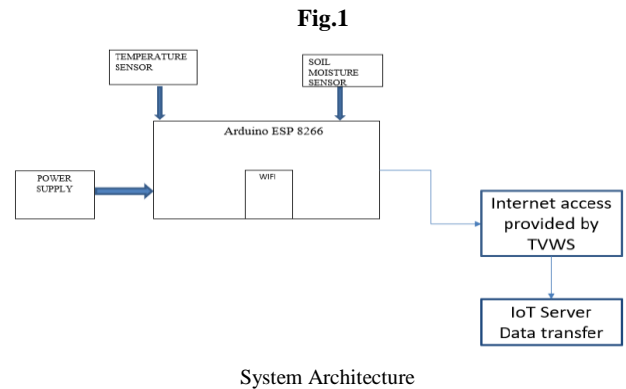 Fig.1
TEMPERATURE
SENSOR
SOIL
MOISTURE
SENSOR
Arduino ESP 8266
WIFI
POWER
SUPPLY
Internet access
provided by
TVWS
IoT Server
Data transfer
System Architecture